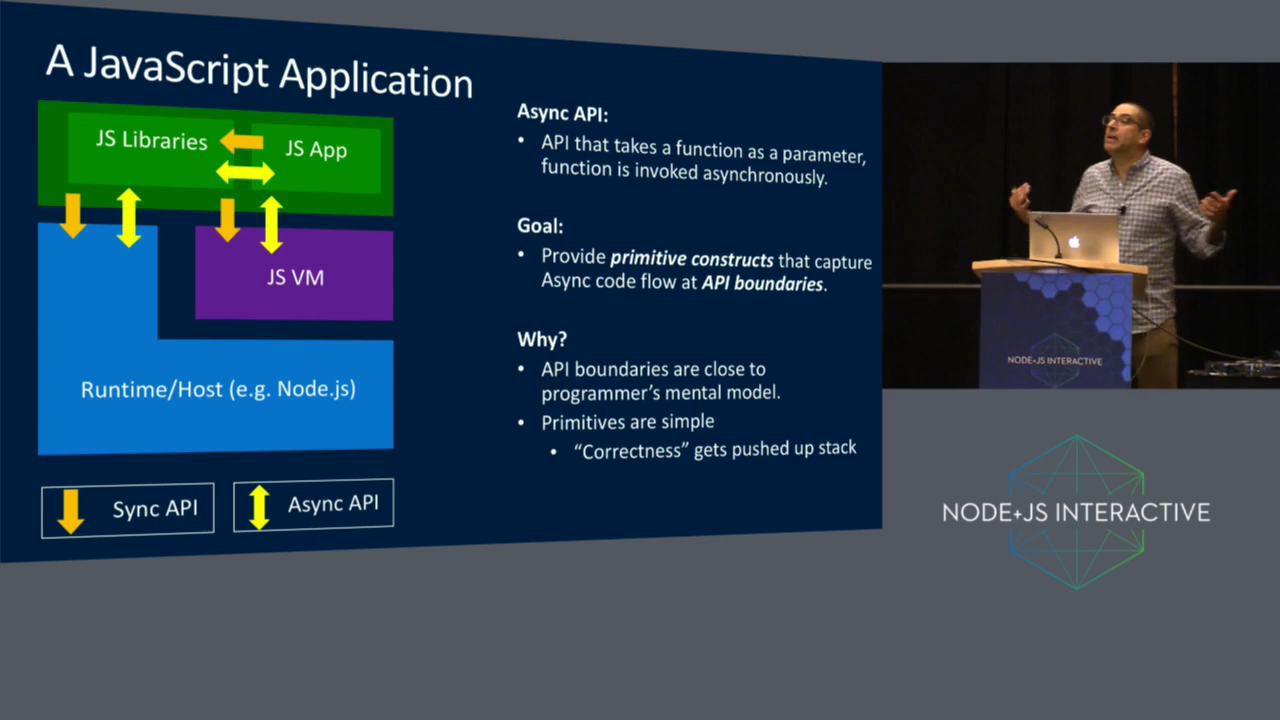 A JavaScript Application
JS Libraries
JS App
JS VM
Runtime/Host (e.g. Node.js)
Sync API
Async API
Async API:
• API that takes a function as a parameter,
function is invoked asynchronously.
Goal:
• Provide primitive constructs that capture
Async code flow at API boundaries.
Why?
• API boundaries are close to
programmer's mental model.
• Primitives are simple
• “Correctness” gets pushed up stack
NODE+JS INTERACTIVE
NODE+JS INTERACTIVE